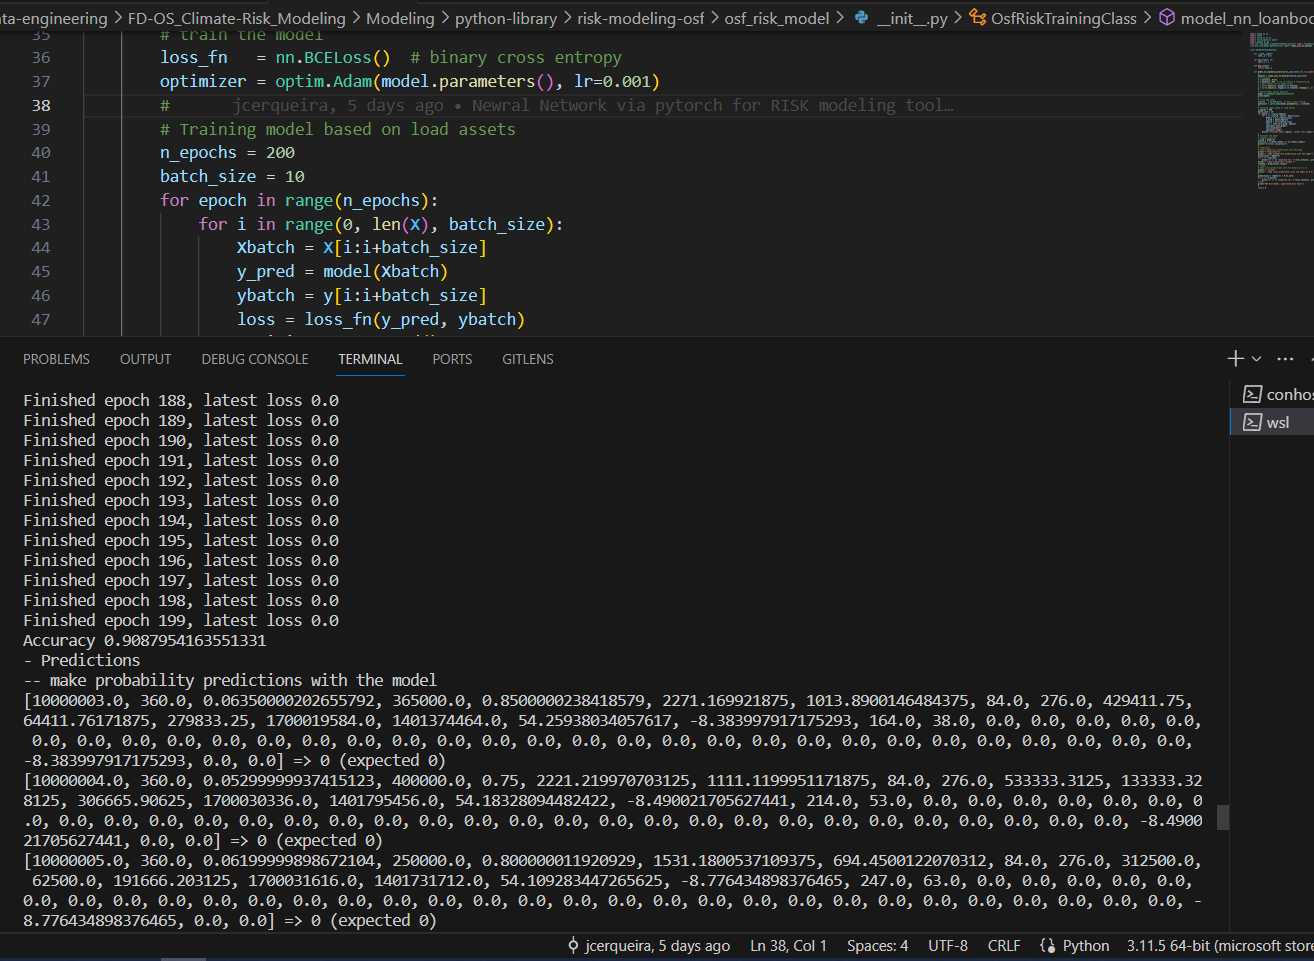 ata-engineering > FD-OS_Climate-Risk_Modeling > Modeling > python-library > risk-modeling-osf > osf_risk_model > __init__.py > OsfRiskTrainingClass > model_nn_loanboo
35 # train the model
36 loss_fn   = nn.BCELoss()  # binary cross entropy
37 optimizer = optim.Adam(model.parameters(), lr=0.001)
38 # jcerqueira, 5 days ago • Newral Network via pytorch for RISK modeling tool…
39 # Training model based on load assets
40 n_epochs = 200
41 batch_size = 10
42 for epoch in range(n_epochs):
43     for i in range(0, len(X), batch_size):
44         Xbatch = X[i:i+batch_size]
45         y_pred = model(Xbatch)
46         ybatch = y[i:i+batch_size]
47         loss = loss_fn(y_pred, ybatch)
PROBLEMS OUTPUT DEBUG CONSOLE TERMINAL PORTS GITLENS
conhos
wsl
Finished epoch 188, latest loss 0.0
Finished epoch 189, latest loss 0.0
Finished epoch 190, latest loss 0.0
Finished epoch 191, latest loss 0.0
Finished epoch 192, latest loss 0.0
Finished epoch 193, latest loss 0.0
Finished epoch 194, latest loss 0.0
Finished epoch 195, latest loss 0.0
Finished epoch 196, latest loss 0.0
Finished epoch 197, latest loss 0.0
Finished epoch 198, latest loss 0.0
Finished epoch 199, latest loss 0.0
Accuracy 0.9087954163551331
- Predictions
-- make probability predictions with the model
[10000003.0, 360.0, 0.06350000202655792, 365000.0, 0.8500000238418579, 2271.169921875, 1013.8900146484375, 84.0, 276.0, 429411.75,
64411.76171875, 279833.25, 1700019584.0, 1401374464.0, 54.25938034057617, -8.383997917175293, 164.0, 38.0, 0.0, 0.0, 0.0, 0.0, 0.0,
0.0, 0.0, 0.0, 0.0, 0.0, 0.0, 0.0, 0.0, 0.0, 0.0, 0.0, 0.0, 0.0, 0.0, 0.0, 0.0, 0.0, 0.0, 0.0, 0.0, 0.0, 0.0, 0.0, 0.0, 0.0, 0.0,
-8.383997917175293, 0.0, 0.0] => 0 (expected 0)
[10000004.0, 360.0, 0.05299999937415123, 400000.0, 0.75, 2221.219970703125, 1111.1199951171875, 84.0, 276.0, 533333.3125, 133333.32
8125, 306665.90625, 1700030336.0, 1401795456.0, 54.18328094482422, -8.490021705627441, 214.0, 53.0, 0.0, 0.0, 0.0, 0.0, 0.0, 0.0, 0
.0, 0.0, 0.0, 0.0, 0.0, 0.0, 0.0, 0.0, 0.0, 0.0, 0.0, 0.0, 0.0, 0.0, 0.0, 0.0, 0.0, 0.0, 0.0, 0.0, 0.0, 0.0, 0.0, 0.0, 0.0, -8.4900
21705627441, 0.0, 0.0] => 0 (expected 0)
[10000005.0, 360.0, 0.06199999898672104, 250000.0, 0.800000011920929, 1531.1800537109375, 694.4500122070312, 84.0, 276.0, 312500.0,
62500.0, 191666.203125, 1700031616.0, 1401731712.0, 54.109283447265625, -8.776434898376465, 247.0, 63.0, 0.0, 0.0, 0.0, 0.0, 0.0,
0.0, 0.0, 0.0, 0.0, 0.0, 0.0, 0.0, 0.0, 0.0, 0.0, 0.0, 0.0, 0.0, 0.0, 0.0, 0.0, 0.0, 0.0, 0.0, 0.0, 0.0, 0.0, 0.0, 0.0, 0.0, 0.0, -
8.776434898376465, 0.0, 0.0] => 0 (expected 0)
jcerqueira, 5 days ago Ln 38, Col 1 Spaces: 4 UTF-8 CRLF Python 3.11.5 64-bit (microsoft store